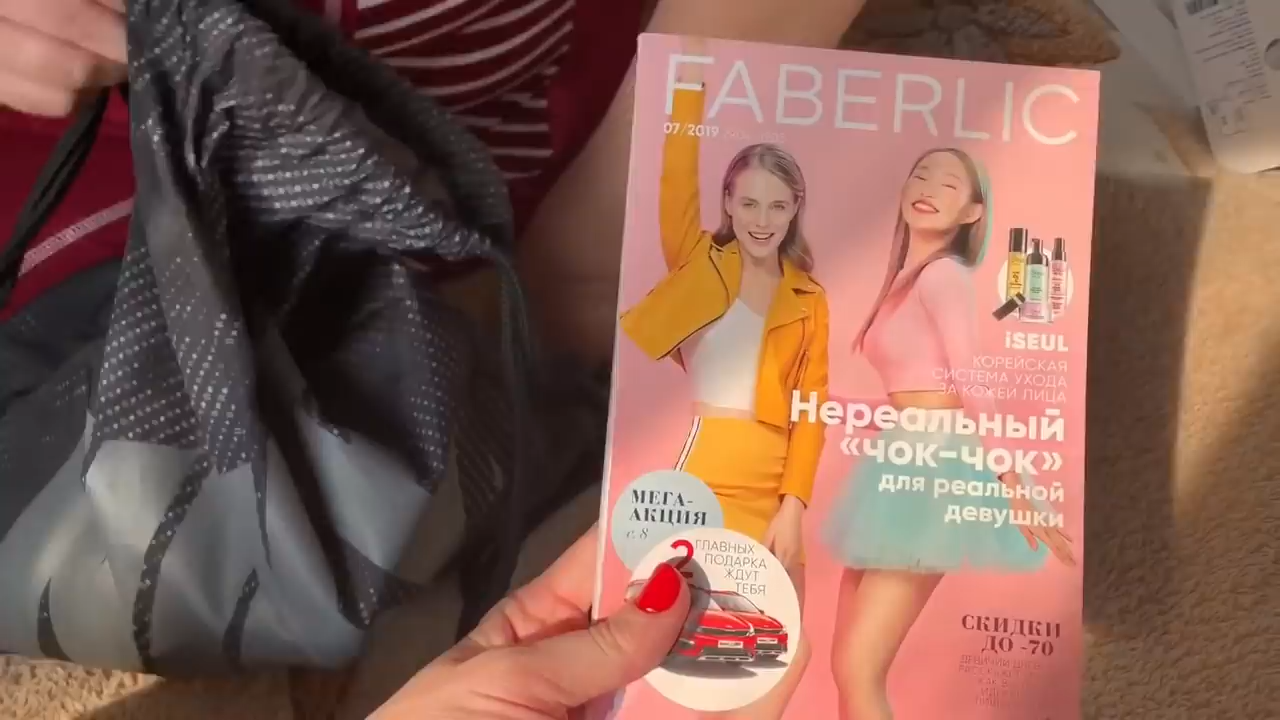 FABERLIC
07/2019
iSEUL
КОРЕЙСКАЯ
СИСТЕМА УХОДА
ЗА КОЖЕЙ ЛИЦА
Нереальный
«чок-чок»
для реальной
девушки
МЕГА-
АКЦИЯ
с. 8
2 ГЛАВНЫХ
ПОДАРКА
ЖДУТ
ТЕБЯ
СКИДКИ
ДО -70